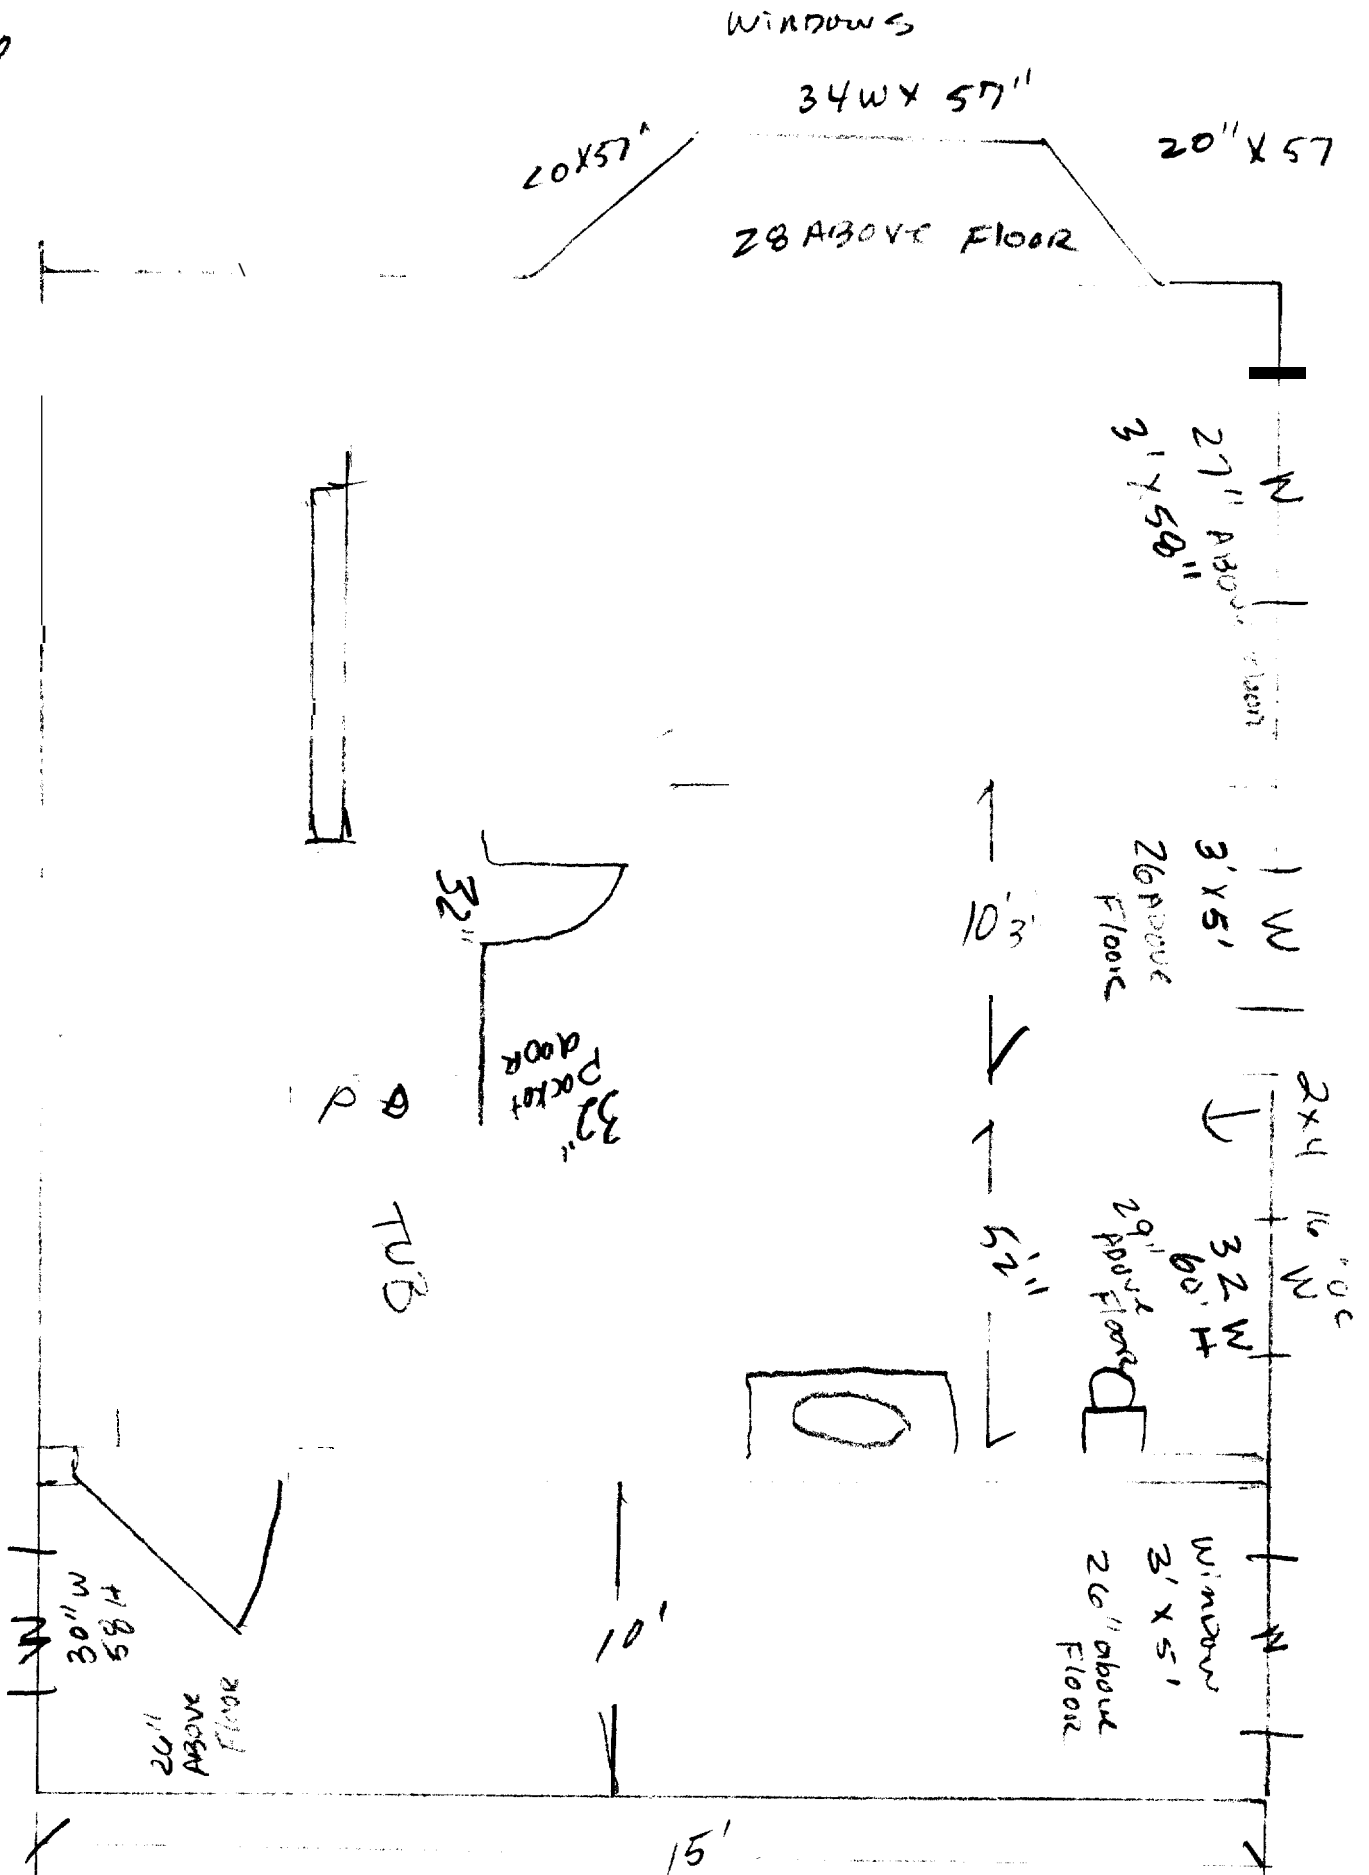 WINDOWS
34W X 57"
20X57"
20" X 57
28 ABOVE FLOOR
W
27" ABOVE FLOOR
3' X 58"
W
3' X 5'
26 ABOVE
FLOOR
10' 3'
32"
32"
Pocket
dooR
2x4 16 "OC
W
32 W
60" H
29"
ABOVE
Floor
52"
TUB
Window
3' X 5'
26" above
Floor
W
W
30" W
58 H
26"
ABOVE
Floor
10'
15'